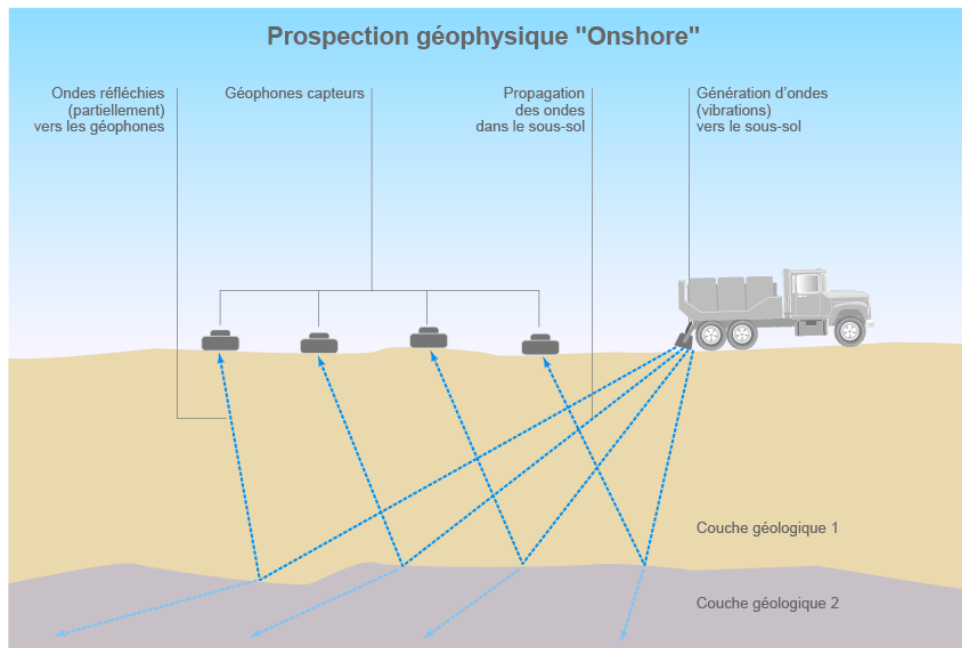 Prospection géophysique "Onshore"
Ondes réfléchies
(partiellement)
vers les géophones
Géophones capteurs
Propagation
des ondes
dans le sous-sol
Génération d'ondes
(vibrations)
vers le sous-sol
Couche géologique 1
Couche géologique 2